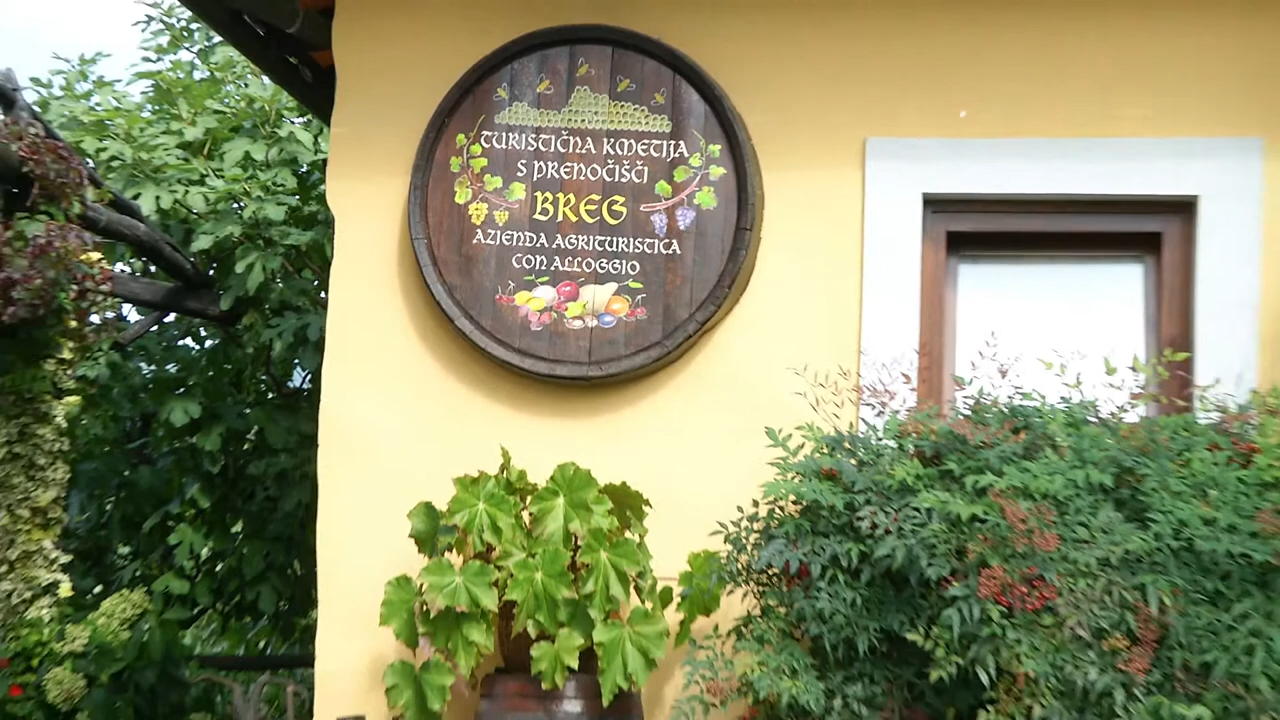 TURISTIČNA KMETIJA
S PRENOČIŠČI
BREG
AZIENDA AGRITURISTICA
CON ALLOGGIO